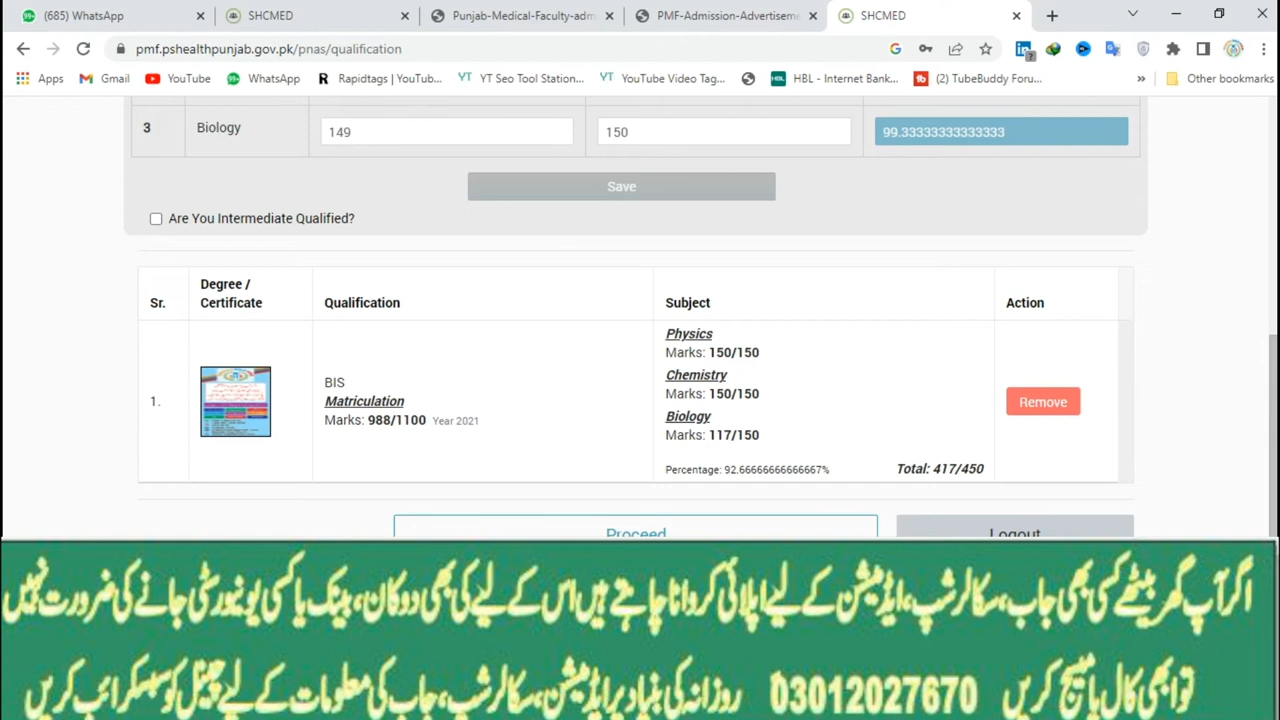 (685) WhatsApp
SHCMED
Punjab-Medical-Faculty-adm
PMF-Admission-Advertiseme
SHCMED
pmf.pshealthpunjab.gov.pk/pnas/qualification
Apps
Gmail
YouTube
WhatsApp
Rapidtags | YouTub...
YT Seo Tool Station...
YouTube Video Tag...
HBL - Internet Bank...
(2) TubeBuddy Foru...
»
Other bookmarks
3 Biology 149 150 99.33333333333333
Save
Are You Intermediate Qualified?
Sr.
Degree /
Certificate
Qualification
Subject
Action
1.
BIS
Matriculation
Marks: 988/1100 Year 2021
Physics
Marks: 150/150
Chemistry
Marks: 150/150
Biology
Marks: 117/150
Percentage: 92.66666666666667% Total: 417/450
Remove
Proceed
Logout
اگر آپ گھر بیٹھے کسی بھی جاب، سکالرشپ، ایڈمیشن کے لیے اپلائی کروانا چاہتے ہیں اس کے لیے کی بھی دوکان، بینک یا کسی یونیورسٹی جانے کی ضرورت نہیں
تو ابھی کال یا میسج کریں 03012027670 روزانہ کی بنیاد پر ایڈمیشن، سکالرشپ، جاب کی معلومات کے لیے چینل کو سبسکرائب کریں